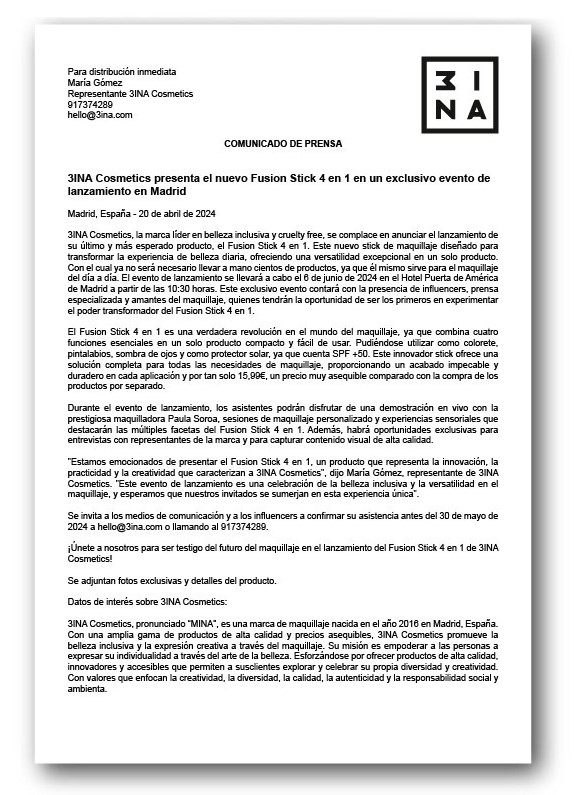 Para distribución inmediata
María Gómez
Representante 3INA Cosmetics
917374289
hello@3ina.com
3 I
N A
COMUNICADO DE PRENSA
3INA Cosmetics presenta el nuevo Fusion Stick 4 en 1 en un exclusivo evento de
lanzamiento en Madrid
Madrid, España - 20 de abril de 2024
3INA Cosmetics, la marca líder en belleza inclusiva y cruelty free, se complace en anunciar el lanzamiento de
su último y más esperado producto, el Fusion Stick 4 en 1. Este nuevo stick de maquillaje diseñado para
transformar la experiencia de belleza diaria, ofreciendo una versatilidad excepcional en un solo producto.
Con el cual ya no será necesario llevar a mano cientos de productos, ya que él mismo sirve para el maquillaje
del día a día. El evento de lanzamiento se llevará a cabo el 6 de junio de 2024 en el Hotel Puerta de América
de Madrid a partir de las 10:30 horas. Este exclusivo evento contará con la presencia de influencers, prensa
especializada y amantes del maquillaje, quienes tendrán la oportunidad de ser los primeros en experimentar
el poder transformador del Fusion Stick 4 en 1.
El Fusion Stick 4 en 1 es una verdadera revolución en el mundo del maquillaje, ya que combina cuatro
funciones esenciales en un solo producto compacto y fácil de usar. Pudiéndose utilizar como colorete,
pintalabios, sombra de ojos y como protector solar, ya que cuenta SPF +50. Este innovador stick ofrece una
solución completa para todas las necesidades de maquillaje, proporcionando un acabado impecable y
duradero en cada aplicación y por tan solo 15,99€, un precio muy asequible comparado con la compra de los
productos por separado.
Durante el evento de lanzamiento, los asistentes podrán disfrutar de una demostración en vivo con la
prestigiosa maquilladora Paula Soroa, sesiones de maquillaje personalizado y experiencias sensoriales que
destacarán las múltiples facetas del Fusion Stick 4 en 1. Además, habrá oportunidades exclusivas para
entrevistas con representantes de la marca y para capturar contenido visual de alta calidad.
"Estamos emocionados de presentar el Fusion Stick 4 en 1, un producto que representa la innovación, la
practicidad y la creatividad que caracterizan a 3INA Cosmetics", dijo María Gómez, representante de 3INA
Cosmetics. "Este evento de lanzamiento es una celebración de la belleza inclusiva y la versatilidad en el
maquillaje, y esperamos que nuestros invitados se sumerjan en esta experiencia única".
Se invita a los medios de comunicación y a los influencers a confirmar su asistencia antes del 30 de mayo de
2024 a hello@3ina.com o llamando al 917374289.
¡Únete a nosotros para ser testigo del futuro del maquillaje en el lanzamiento del Fusion Stick 4 en 1 de 3INA
Cosmetics!
Se adjuntan fotos exclusivas y detalles del producto.
Datos de interés sobre 3INA Cosmetics:
3INA Cosmetics, pronunciado "MINA", es una marca de maquillaje nacida en el año 2016 en Madrid, España.
Con una amplia gama de productos de alta calidad y precios asequibles, 3INA Cosmetics promueve la
belleza inclusiva y la expresión creativa a través del maquillaje. Su misión es empoderar a las personas a
expresar su individualidad a través del arte de la belleza. Esforzándose por ofrecer productos de alta calidad,
innovadores y accesibles que permiten a susclientes explorar y celebrar su propia diversidad y creatividad.
Con valores que enfocan la creatividad, la diversidad, la calidad, la autenticidad y la responsabilidad social y
ambienta.